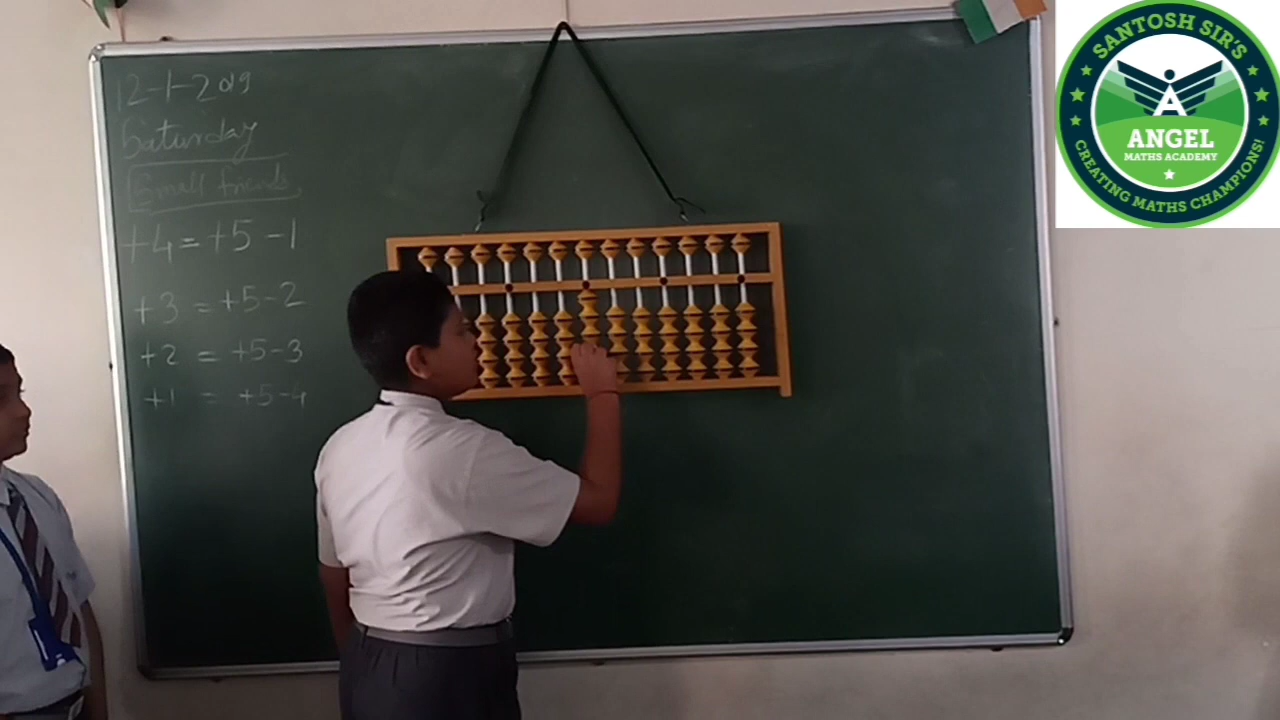 12-1-2019
Saturday
Small friends,
+4 = +5 -1
+3 = +5-2
+2 = +5-3
+1 = +5-4
SANTOSH SIR'S
A
ANGEL
MATHS ACADEMY
CREATING MATHS CHAMPIONS!